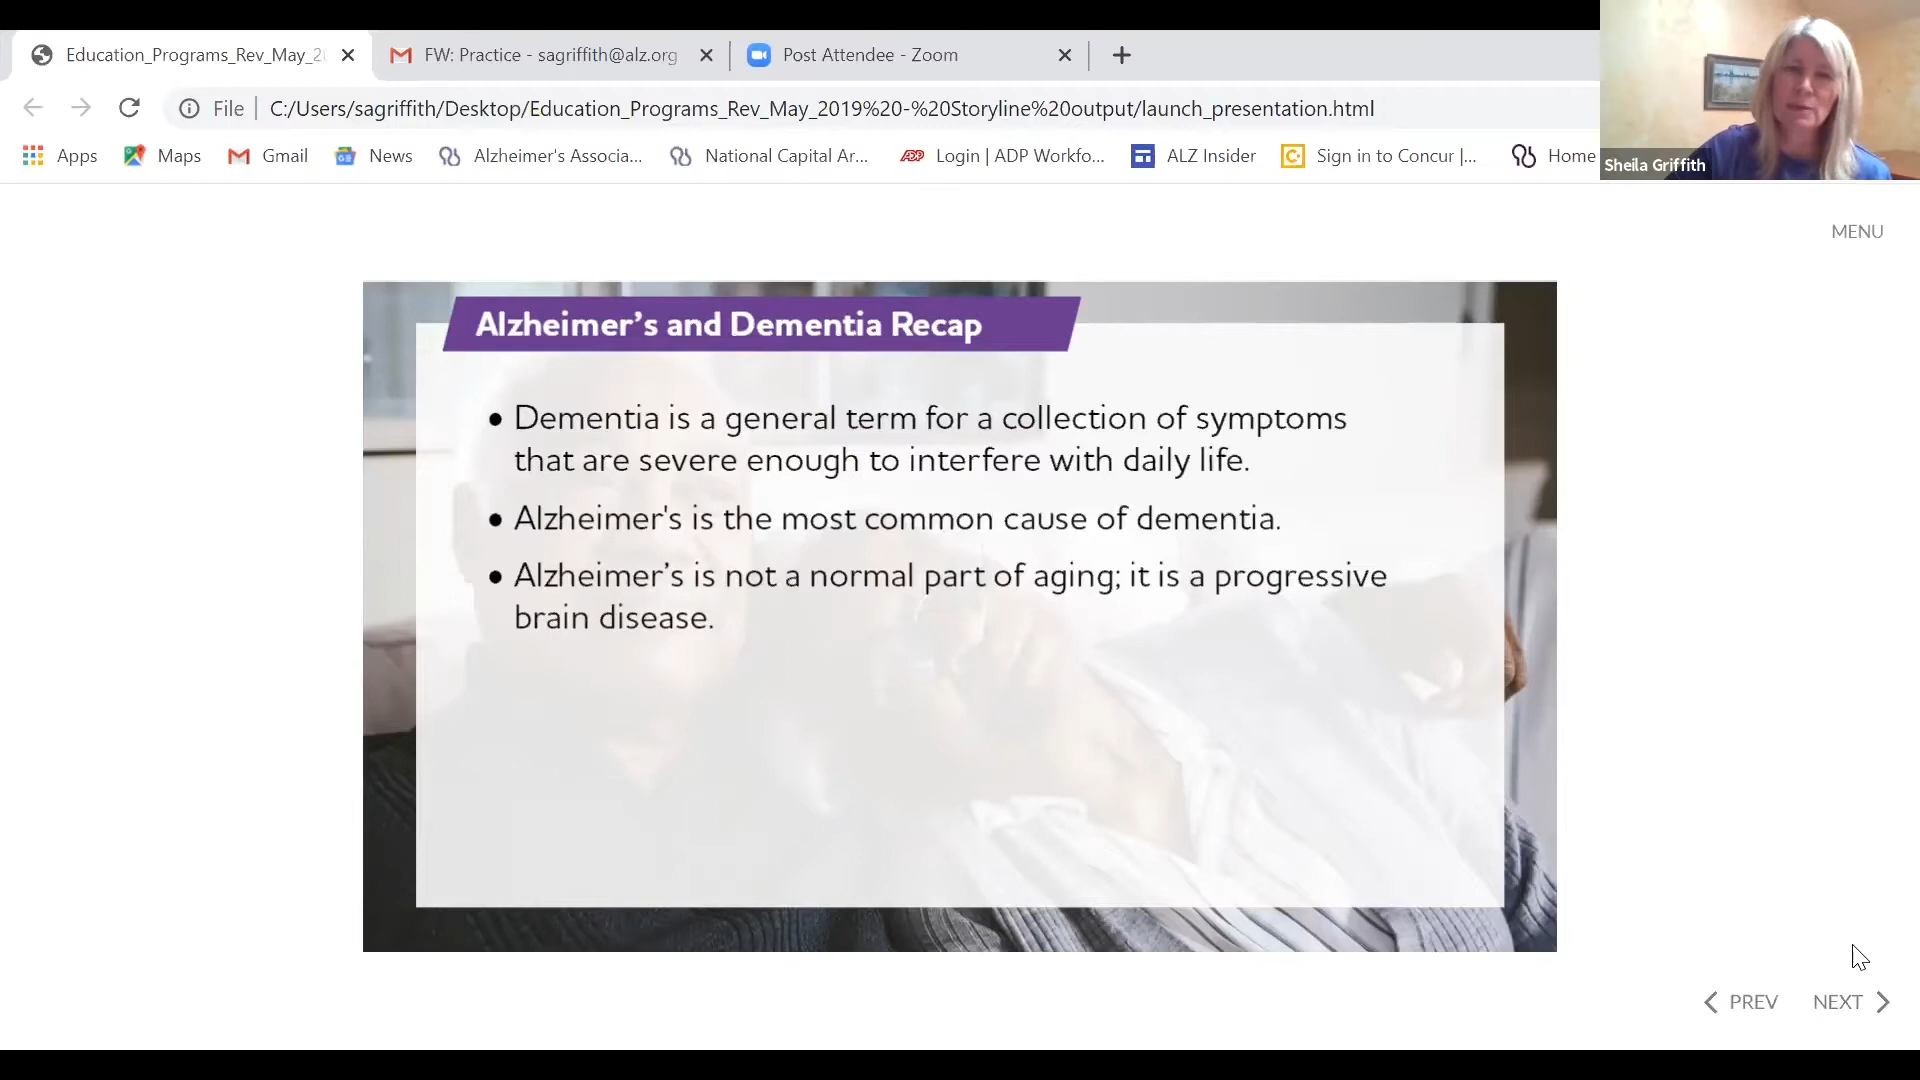 Education_Programs_Rev_May_2
FW: Practice - sagriffith@alz.org
Post Attendee - Zoom
File
C:/Users/sagriffith/Desktop/Education_Programs_Rev_May_2019%20-%20Storyline%20output/launch_presentation.html
Apps
Maps
Gmail
News
Alzheimer's Associa...
National Capital Ar...
ADP
Login | ADP Workfo...
ALZ Insider
Sign in to Concur |...
Home
Sheila Griffith
MENU
Alzheimer’s and Dementia Recap
• Dementia is a general term for a collection of symptoms
that are severe enough to interfere with daily life.
• Alzheimer's is the most common cause of dementia.
• Alzheimer’s is not a normal part of aging; it is a progressive
brain disease.
PREV
NEXT